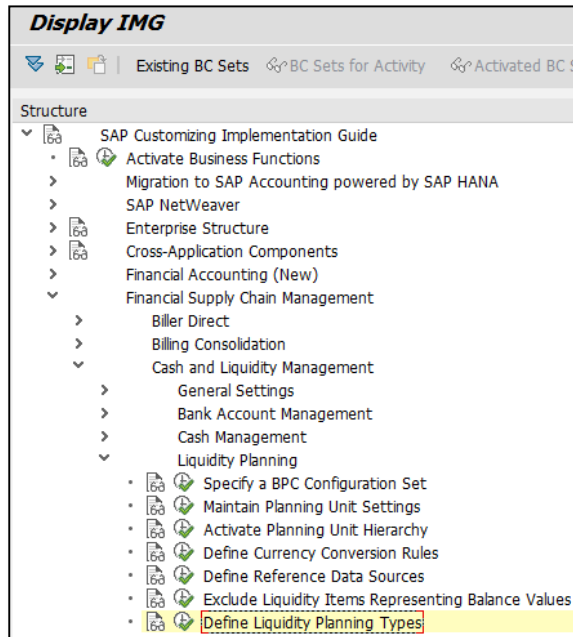 Display IMG
Existing BC Sets BC Sets for Activity Activated BC
Structure
SAP Customizing Implementation Guide
Activate Business Functions
Migration to SAP Accounting powered by SAP HANA
SAP NetWeaver
Enterprise Structure
Cross-Application Components
Financial Accounting (New)
Financial Supply Chain Management
Biller Direct
Billing Consolidation
Cash and Liquidity Management
General Settings
Bank Account Management
Cash Management
Liquidity Planning
Specify a BPC Configuration Set
Maintain Planning Unit Settings
Activate Planning Unit Hierarchy
Define Currency Conversion Rules
Define Reference Data Sources
Exclude Liquidity Items Representing Balance Values
Define Liquidity Planning Types